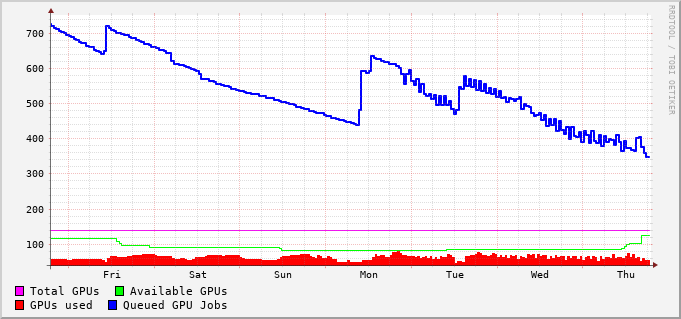 700
600
500
400
300
200
100
Fri Sat Sun Mon Tue Wed Thu
Total GPUs Available GPUs
GPUs used Queued GPU Jobs
RRDTOOL / TOBI OETIKER